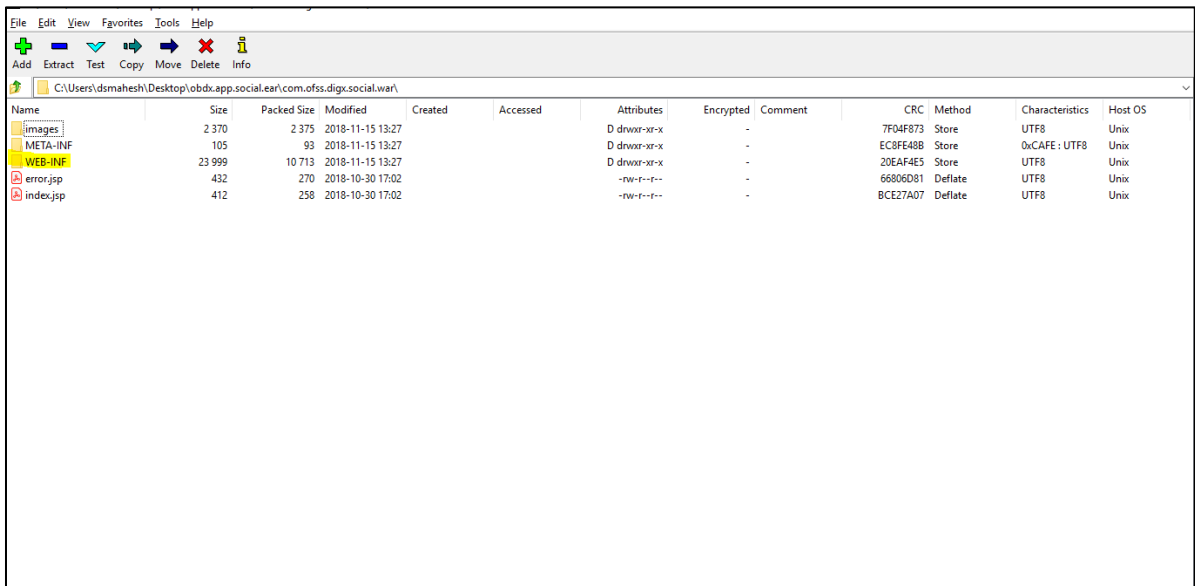 File Edit View Favorites Tools Help
Add Extract Test Copy Move Delete Info
C:\Users\dsmahesh\Desktop\obdx.app.social.ear\com.ofss.digx.social.war\
Name Size Packed Size Modified Created Accessed Attributes Encrypted Comment CRC Method Characteristics Host OS
images 2 370 2 375 2018-11-15 13:27 D drwxr-xr-x - 7F04F873 Store UTF8 Unix
META-INF 105 93 2018-11-15 13:27 D drwxr-xr-x - EC8FE48B Store 0xCAFE : UTF8 Unix
WEB-INF 23 999 10 713 2018-11-15 13:27 D drwxr-xr-x - 20EAF4E5 Store UTF8 Unix
error.jsp 432 270 2018-10-30 17:02 -rw-r--r-- - 66806D81 Deflate UTF8 Unix
index.jsp 412 258 2018-10-30 17:02 -rw-r--r-- - BCE27A07 Deflate UTF8 Unix